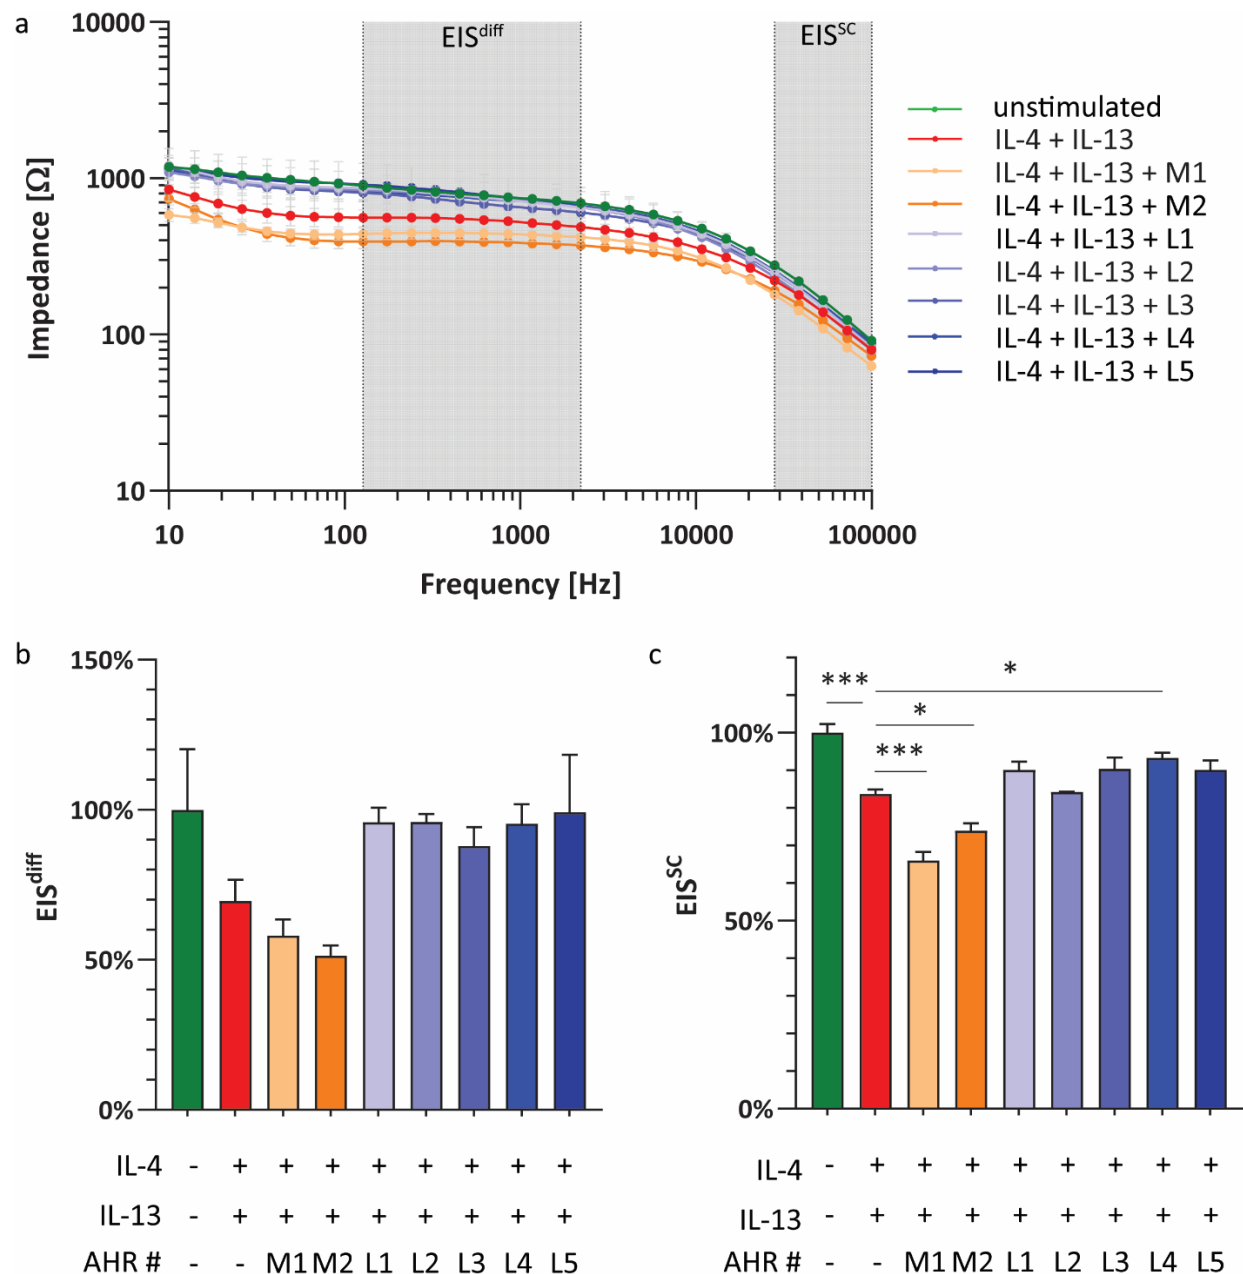 a
10000
1000
100
10
Impedance [Ω]
EIS^diff
EIS^SC
10 100 1000 10000 100000
Frequency [Hz]
unstimulated
IL-4 + IL-13
IL-4 + IL-13 + M1
IL-4 + IL-13 + M2
IL-4 + IL-13 + L1
IL-4 + IL-13 + L2
IL-4 + IL-13 + L3
IL-4 + IL-13 + L4
IL-4 + IL-13 + L5
b
150%
100%
50%
0%
EIS^diff
IL-4 - + + + + + + + +
IL-13 - + + + + + + + +
AHR # - - M1 M2 L1 L2 L3 L4 L5
c
100%
50%
0%
EIS^SC
***
*
*
***
IL-4 - + + + + + + + +
IL-13 - + + + + + + + +
AHR # - - M1 M2 L1 L2 L3 L4 L5